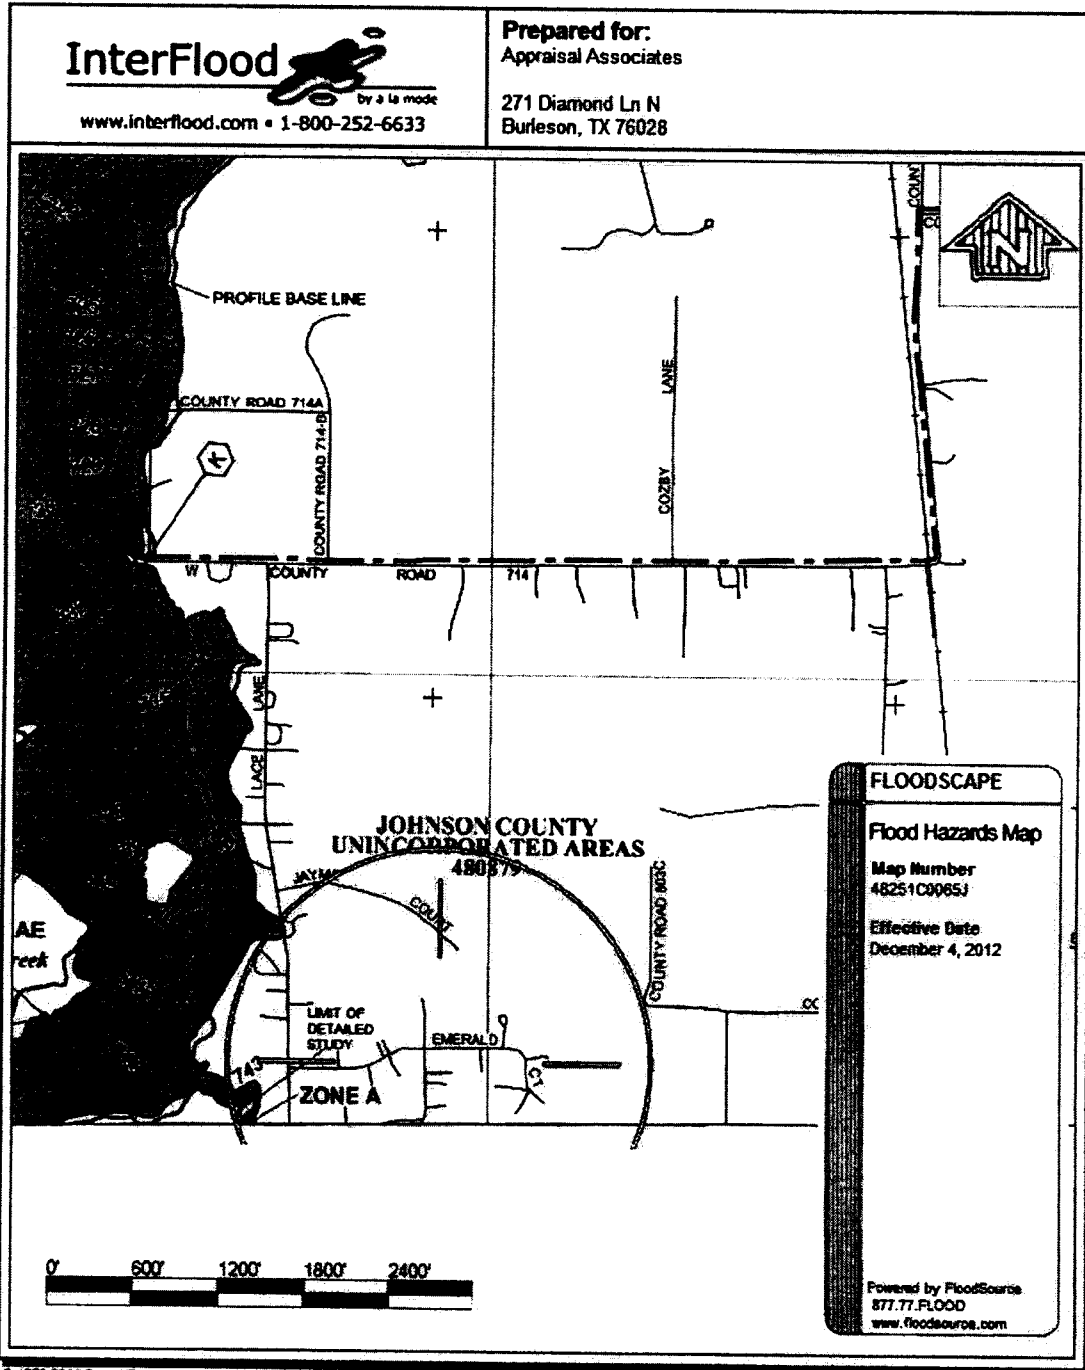 InterFlood
by a la mode
www.interflood.com • 1-800-252-6633
Prepared for:
Appraisal Associates
271 Diamond Ln N
Burleson, TX 76028
N
PROFILE BASE LINE
COUNTY ROAD 714A
COUNTY ROAD 714-B
A
COZBY LANE
W COUNTY ROAD 714
LACE LANE
JOHNSON COUNTY
UNINCORPORATED AREAS
480879
COURT
COUNTY ROAD 803C
AE
reek
LIMIT OF
DETAILED
STUDY
EMERALD
CT
743
ZONE A
FLOODSCAPE
Flood Hazards Map
Map Number
48251C0065J
Effective Date
December 4, 2012
Powered by FloodSource
877.77.FLOOD
www.floodsource.com
0' 600' 1200' 1800' 2400'